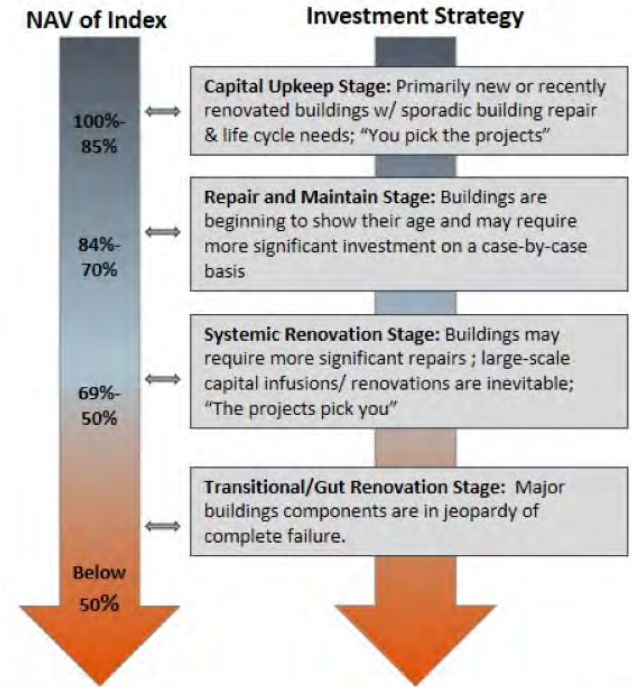 NAV of Index
Investment Strategy
100%-
85%
Capital Upkeep Stage: Primarily new or recently
renovated buildings w/ sporadic building repair
& life cycle needs; “You pick the projects”
84%-
70%
Repair and Maintain Stage: Buildings are
beginning to show their age and may require
more significant investment on a case-by-case
basis
69%-
50%
Systemic Renovation Stage: Buildings may
require more significant repairs ; large-scale
capital infusions/ renovations are inevitable;
“The projects pick you”
Below
50%
Transitional/Gut Renovation Stage: Major
buildings components are in jeopardy of
complete failure.